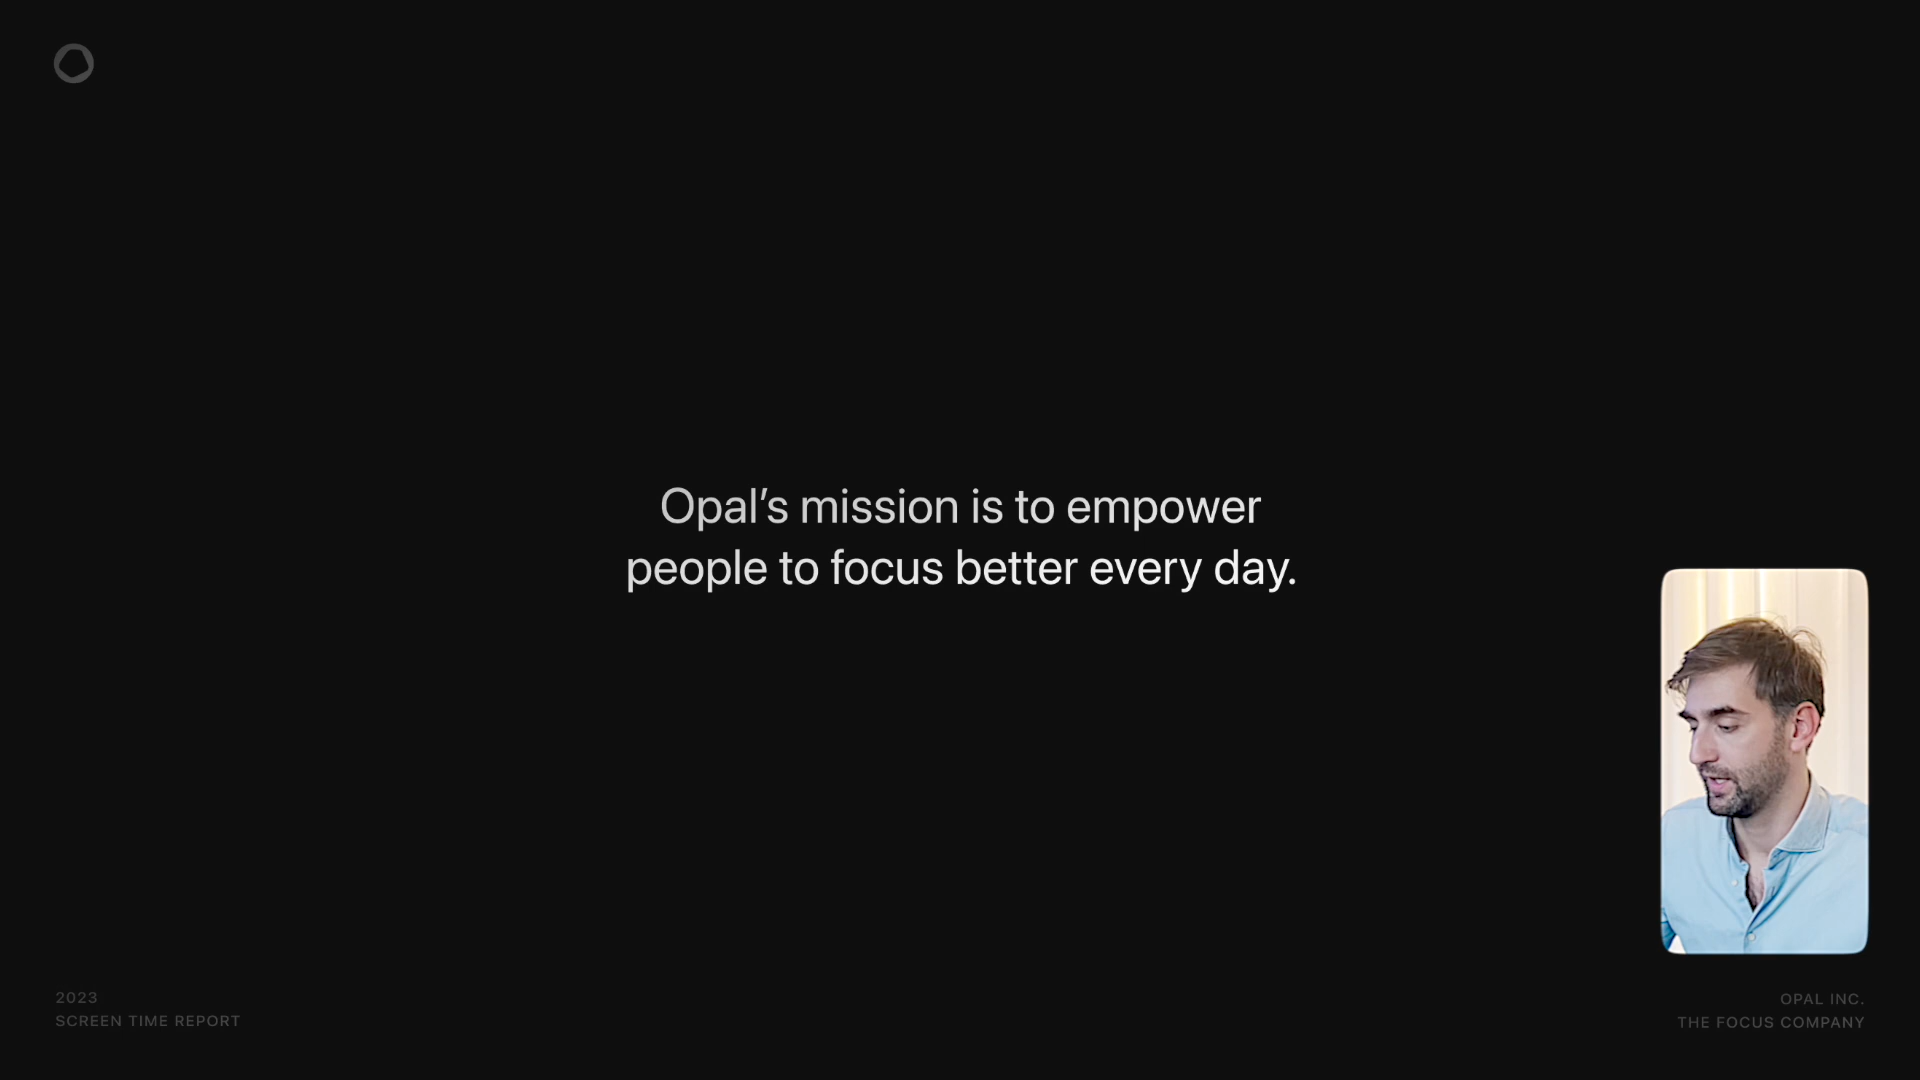 Opal’s mission is to empower
people to focus better every day.
2023
SCREEN TIME REPORT
OPAL INC.
THE FOCUS COMPANY